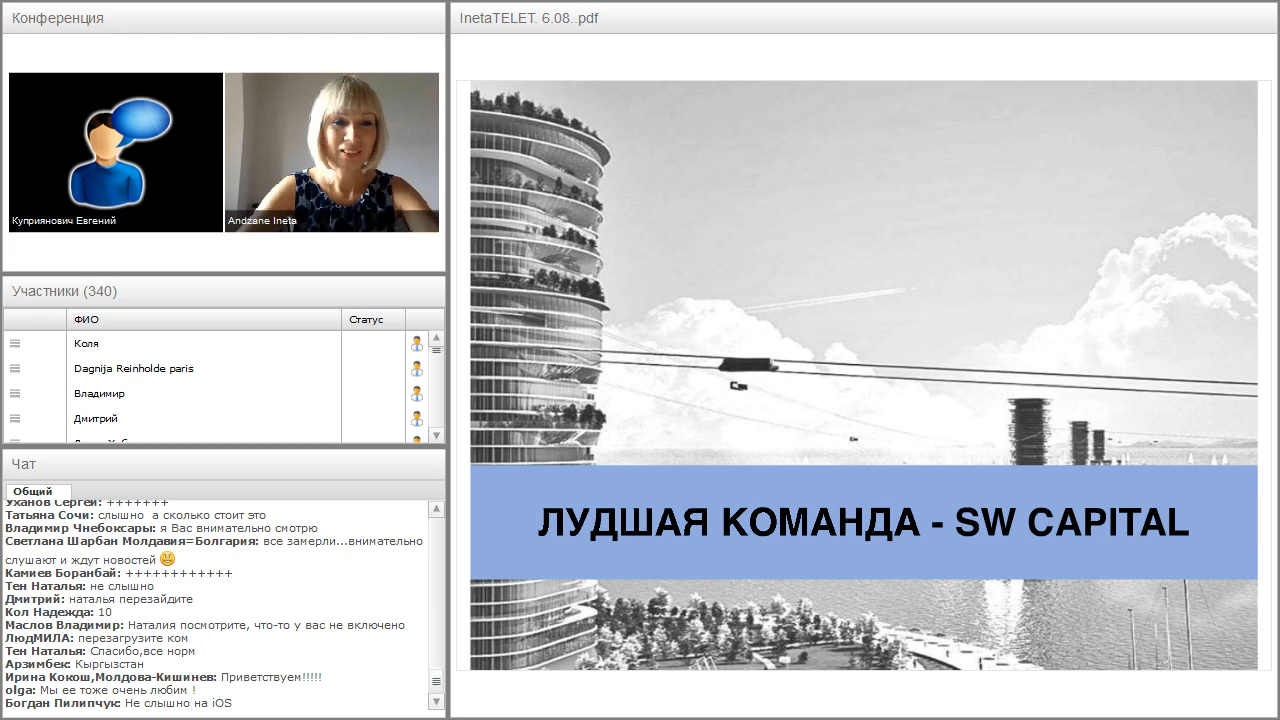 Конференция
Куприянович Евгений
Andzane Ineta
Участники (340)
ФИО Статус
Коля
Dagnija Reinholde paris
Владимир
Дмитрий
Чат
Общий
Уханов Сергей: +++++++
Татьяна Сочи: слышно а сколько стоит это
Владимир Чнебоксары: я Вас внимательно смотрю
Светлана Шарбан Молдавия=Болгария: все замерли...внимательно
слушают и ждут новостей
Камиев Боранбай: ++++++++++++
Тен Наталья: не слышно
Дмитрий: наталья перезайдите
Кол Надежда: 10
Маслов Владимир: Наталия посмотрите, что-то у вас не включено
ЛюдМИЛА: перезагрузите ком
Тен Наталья: Спасибо,все норм
Арзимбек: Кыргызстан
Ирина Кокош,Молдова-Кишинев: Приветствуем!!!!!
olga: Мы ее тоже очень любим !
Богдан Пилипчук: Не слышно на iOS
InetaTELET. 6.08..pdf
ЛУДШАЯ КОМАНДА - SW CAPITAL